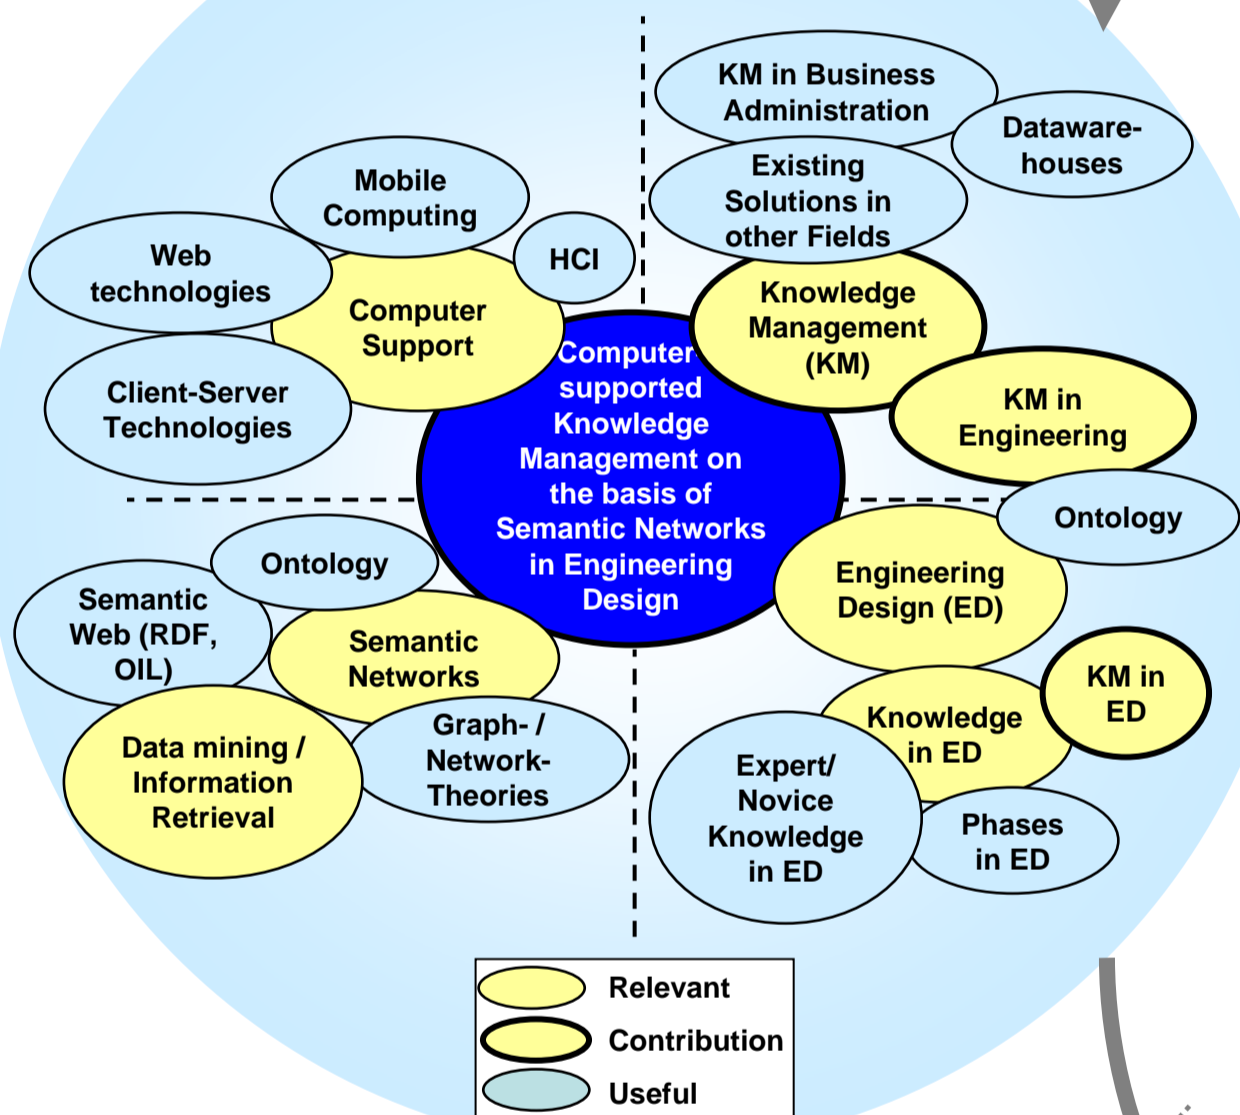 KM in Business
Administration
Dataware-
houses
Existing
Solutions in
other Fields
Knowledge
Management
(KM)
KM in
Engineering
Mobile
Computing
HCI
Web
technologies
Computer
Support
Client-Server
Technologies
Computer-
supported
Knowledge
Management on
the basis of
Semantic Networks
in Engineering
Design
Ontology
Semantic
Web (RDF,
OIL)
Semantic
Networks
Data mining /
Information
Retrieval
Graph- /
Network-
Theories
Ontology
Engineering
Design (ED)
KM in
ED
Knowledge
in ED
Expert/
Novice
Knowledge
in ED
Phases
in ED
Relevant
Contribution
Useful